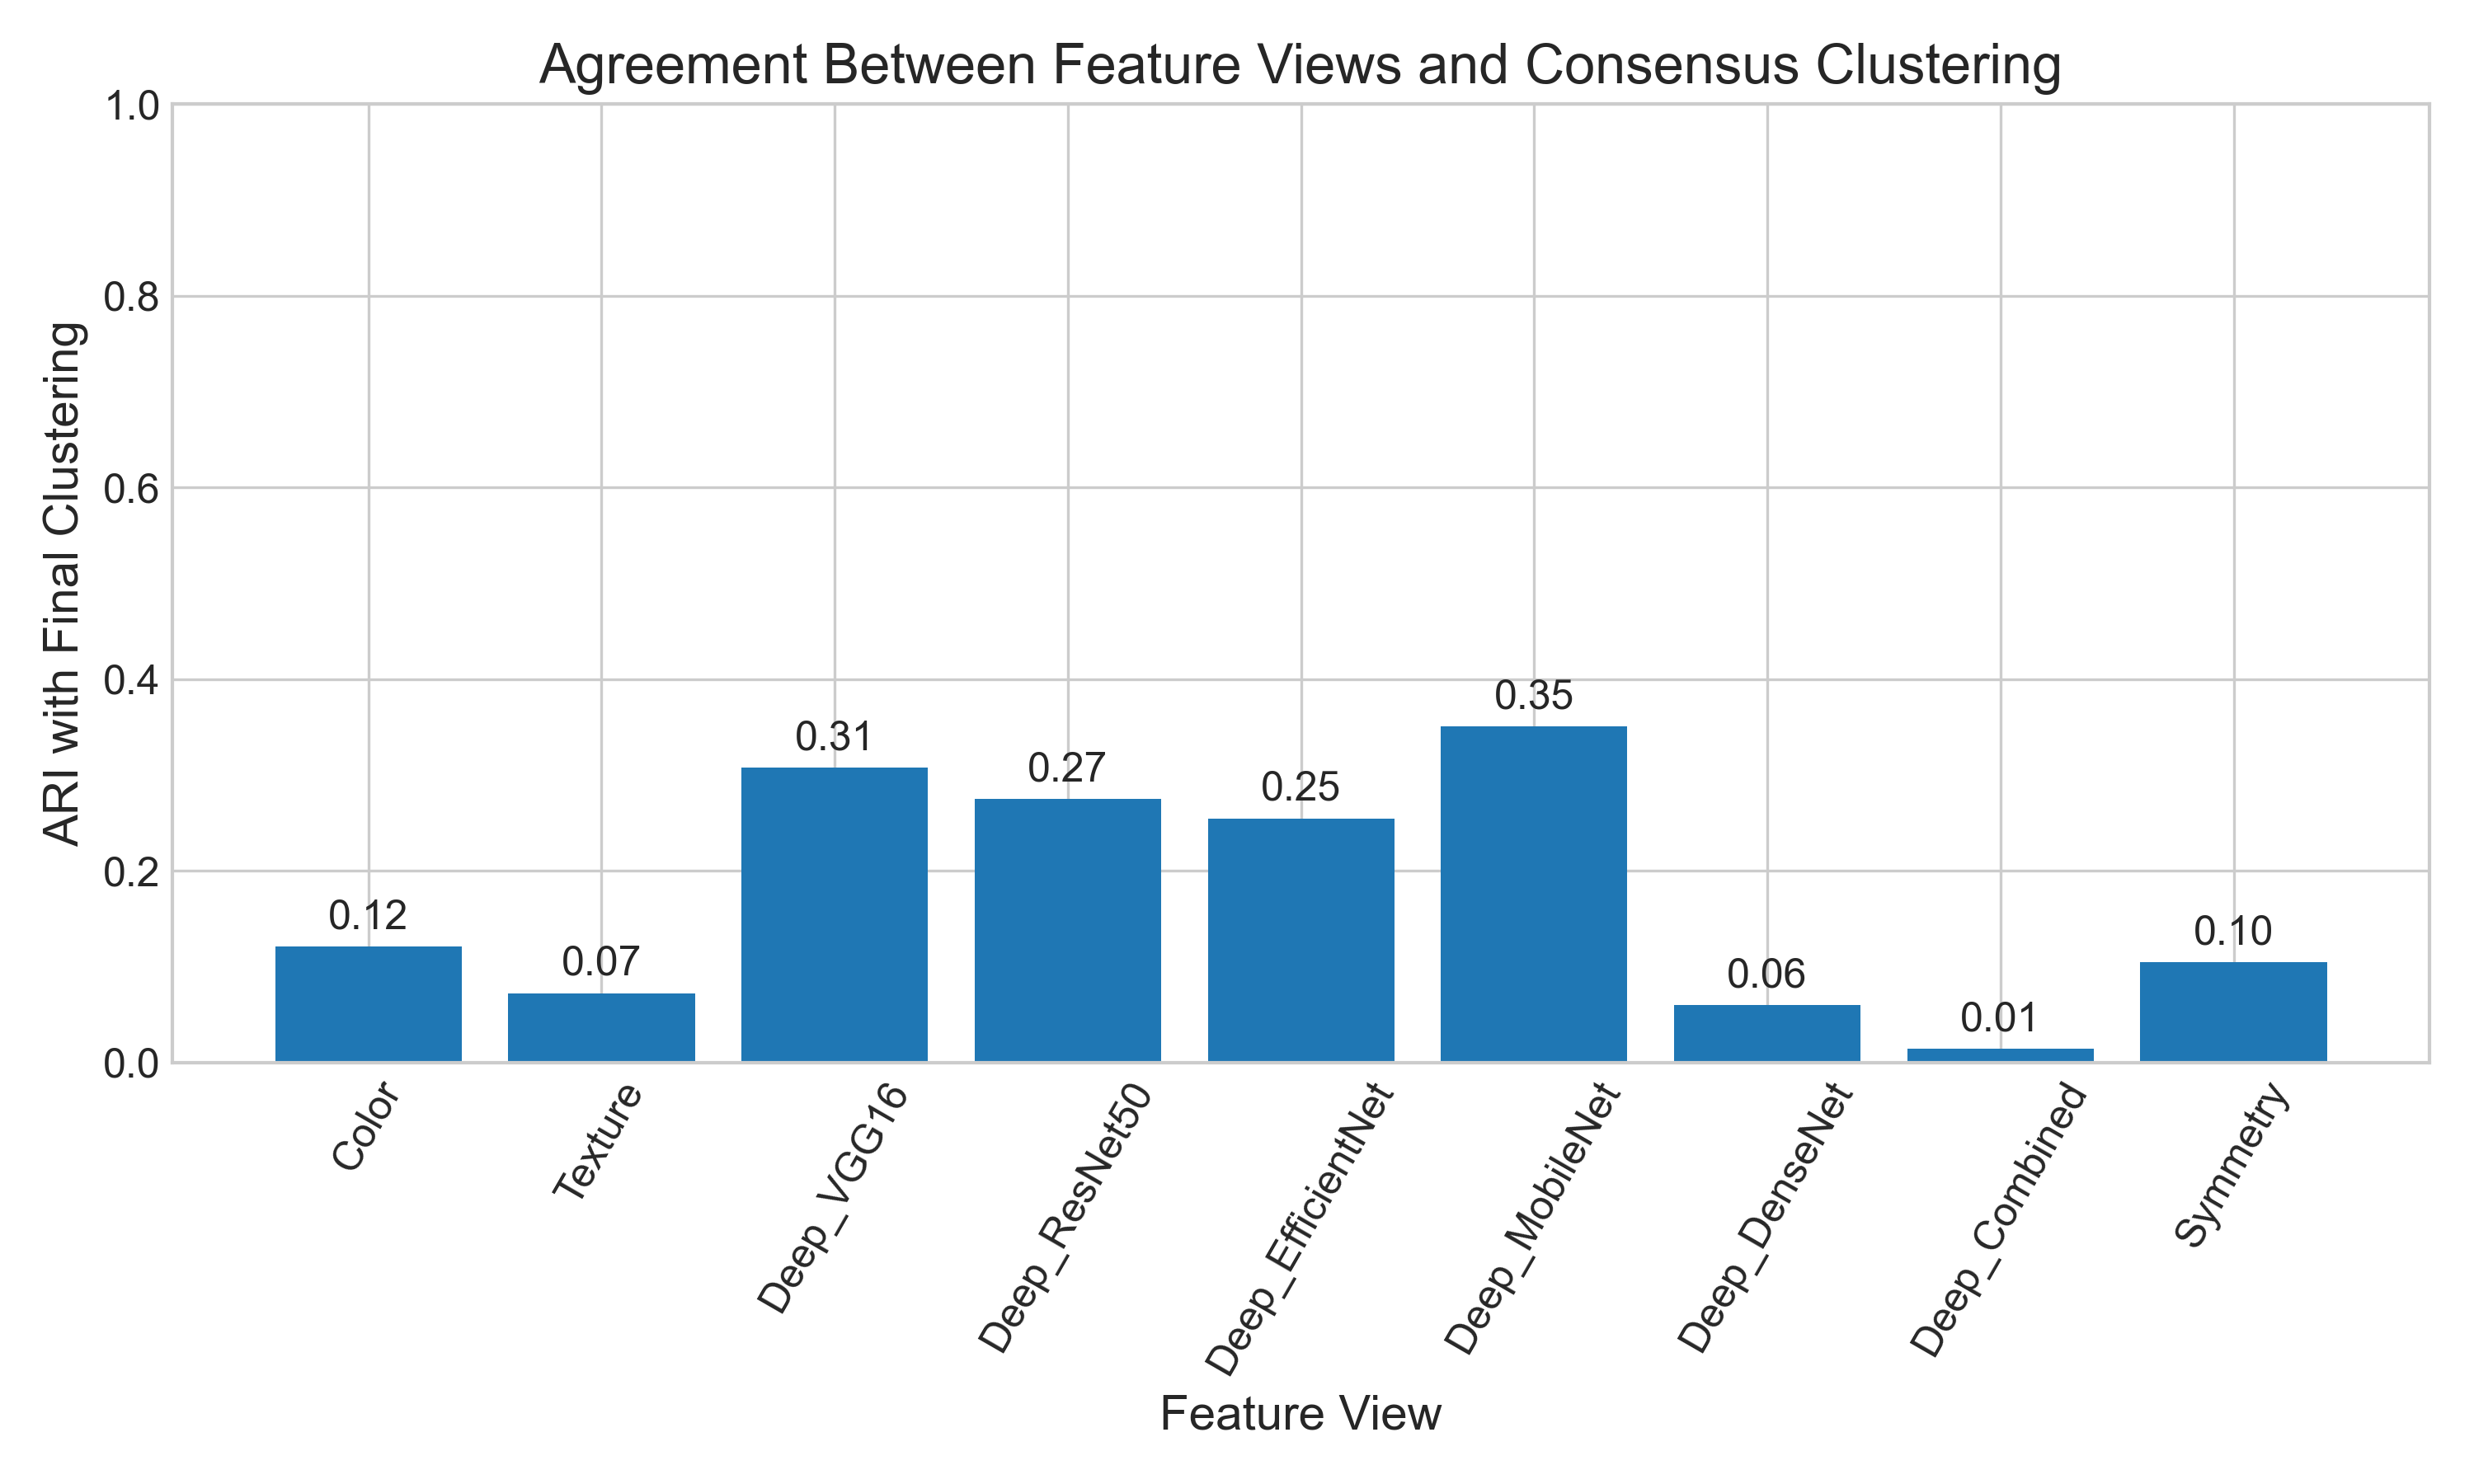 Agreement Between Feature Views and Consensus Clustering
ARI with Final Clustering
1.0
0.8
0.6
0.4
0.2
0.0
0.12
0.07
0.31
0.27
0.25
0.35
0.06
0.01
0.10
Color
Texture
Deep_VGG16
Deep_ResNet50
Deep_EfficientNet
Deep_MobileNet
Deep_DenseNet
Deep_Combined
Symmetry
Feature View